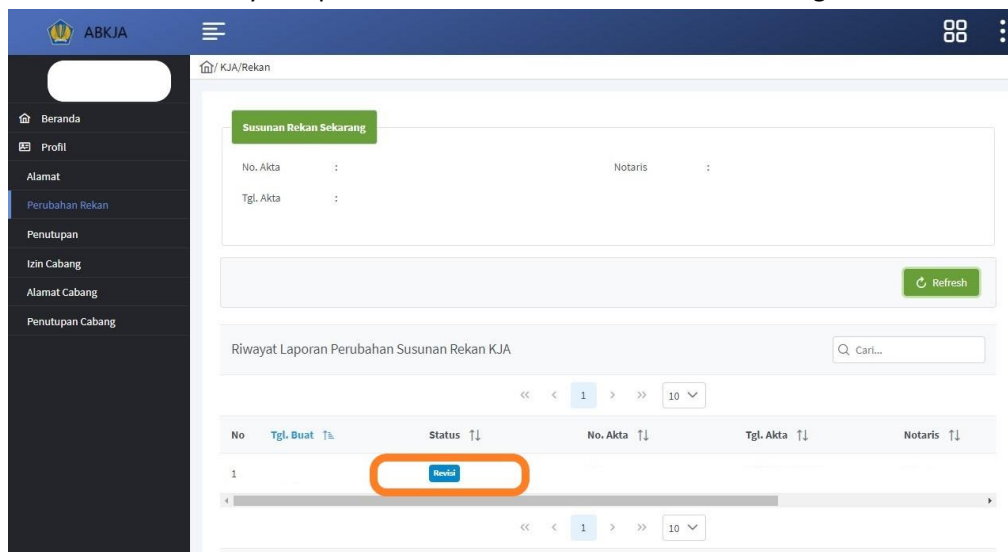 ABKJA
/ KJA/Rekan
Beranda
Profil
Alamat
Perubahan Rekan
Penutupan
Izin Cabang
Alamat Cabang
Penutupan Cabang
Susunan Rekan Sekarang
No. Akta : Notaris :
Tgl. Akta :
Refresh
Riwayat Laporan Perubahan Susunan Rekan KJA
Cari...
<< < 1 > >> 10
No Tgl. Buat Status No. Akta Tgl. Akta Notaris
1 Revisi
<< < 1 > >> 10